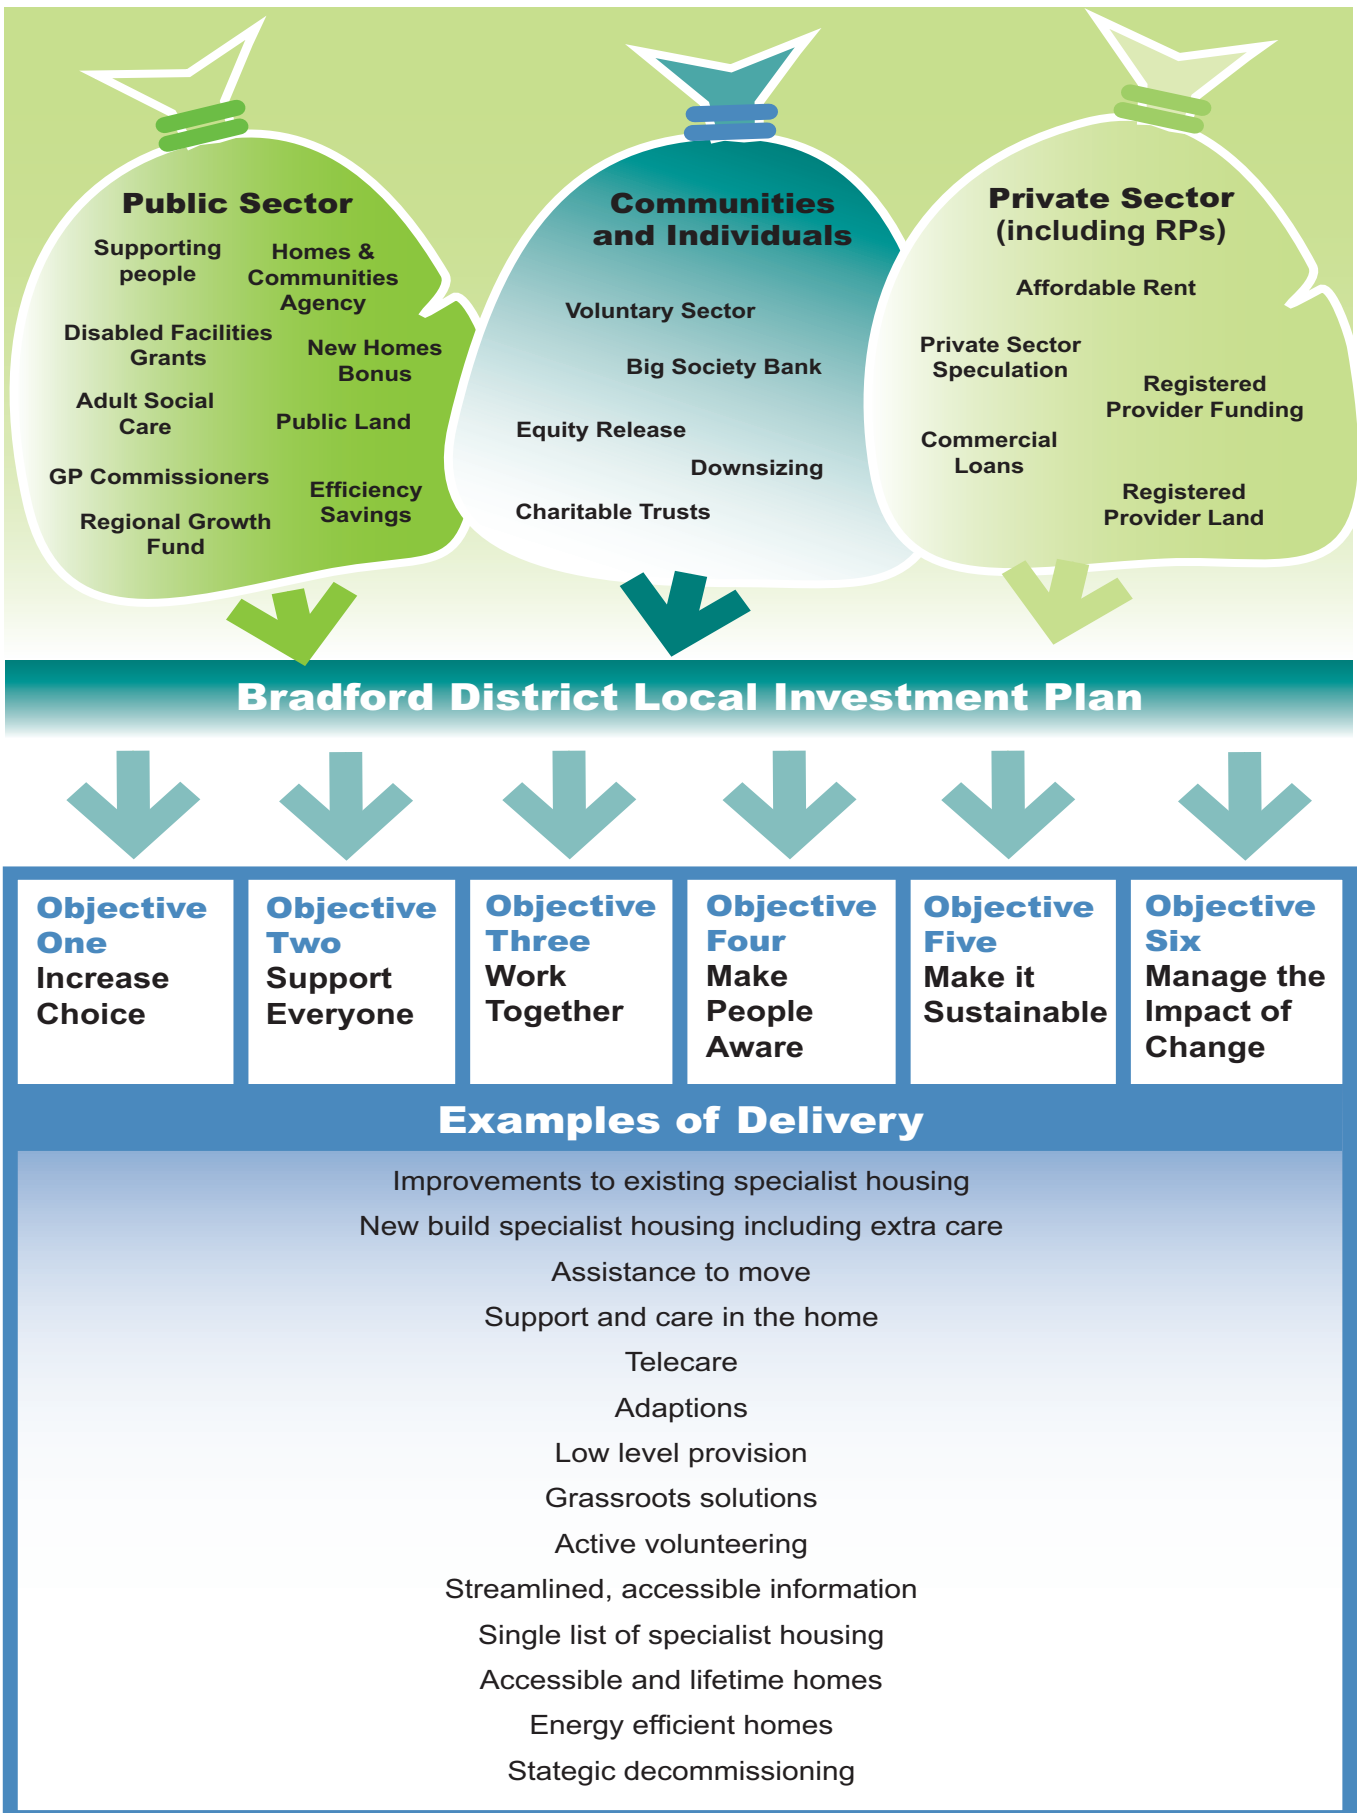 Public Sector
Supporting
people
Homes &
Communities
Agency
Disabled Facilities
Grants
New Homes
Bonus
Adult Social
Care
Public Land
GP Commissioners
Efficiency
Savings
Regional Growth
Fund
Communities
and Individuals
Voluntary Sector
Big Society Bank
Equity Release
Downsizing
Charitable Trusts
Private Sector
(including RPs)
Affordable Rent
Private Sector
Speculation
Registered
Provider Funding
Commercial
Loans
Registered
Provider Land
Bradford District Local Investment Plan
Objective
One
Increase
Choice
Objective
Two
Support
Everyone
Objective
Three
Work
Together
Objective
Four
Make
People
Aware
Objective
Five
Make it
Sustainable
Objective
Six
Manage the
Impact of
Change
Examples of Delivery
Improvements to existing specialist housing
New build specialist housing including extra care
Assistance to move
Support and care in the home
Telecare
Adaptions
Low level provision
Grassroots solutions
Active volunteering
Streamlined, accessible information
Single list of specialist housing
Accessible and lifetime homes
Energy efficient homes
Stategic decommissioning